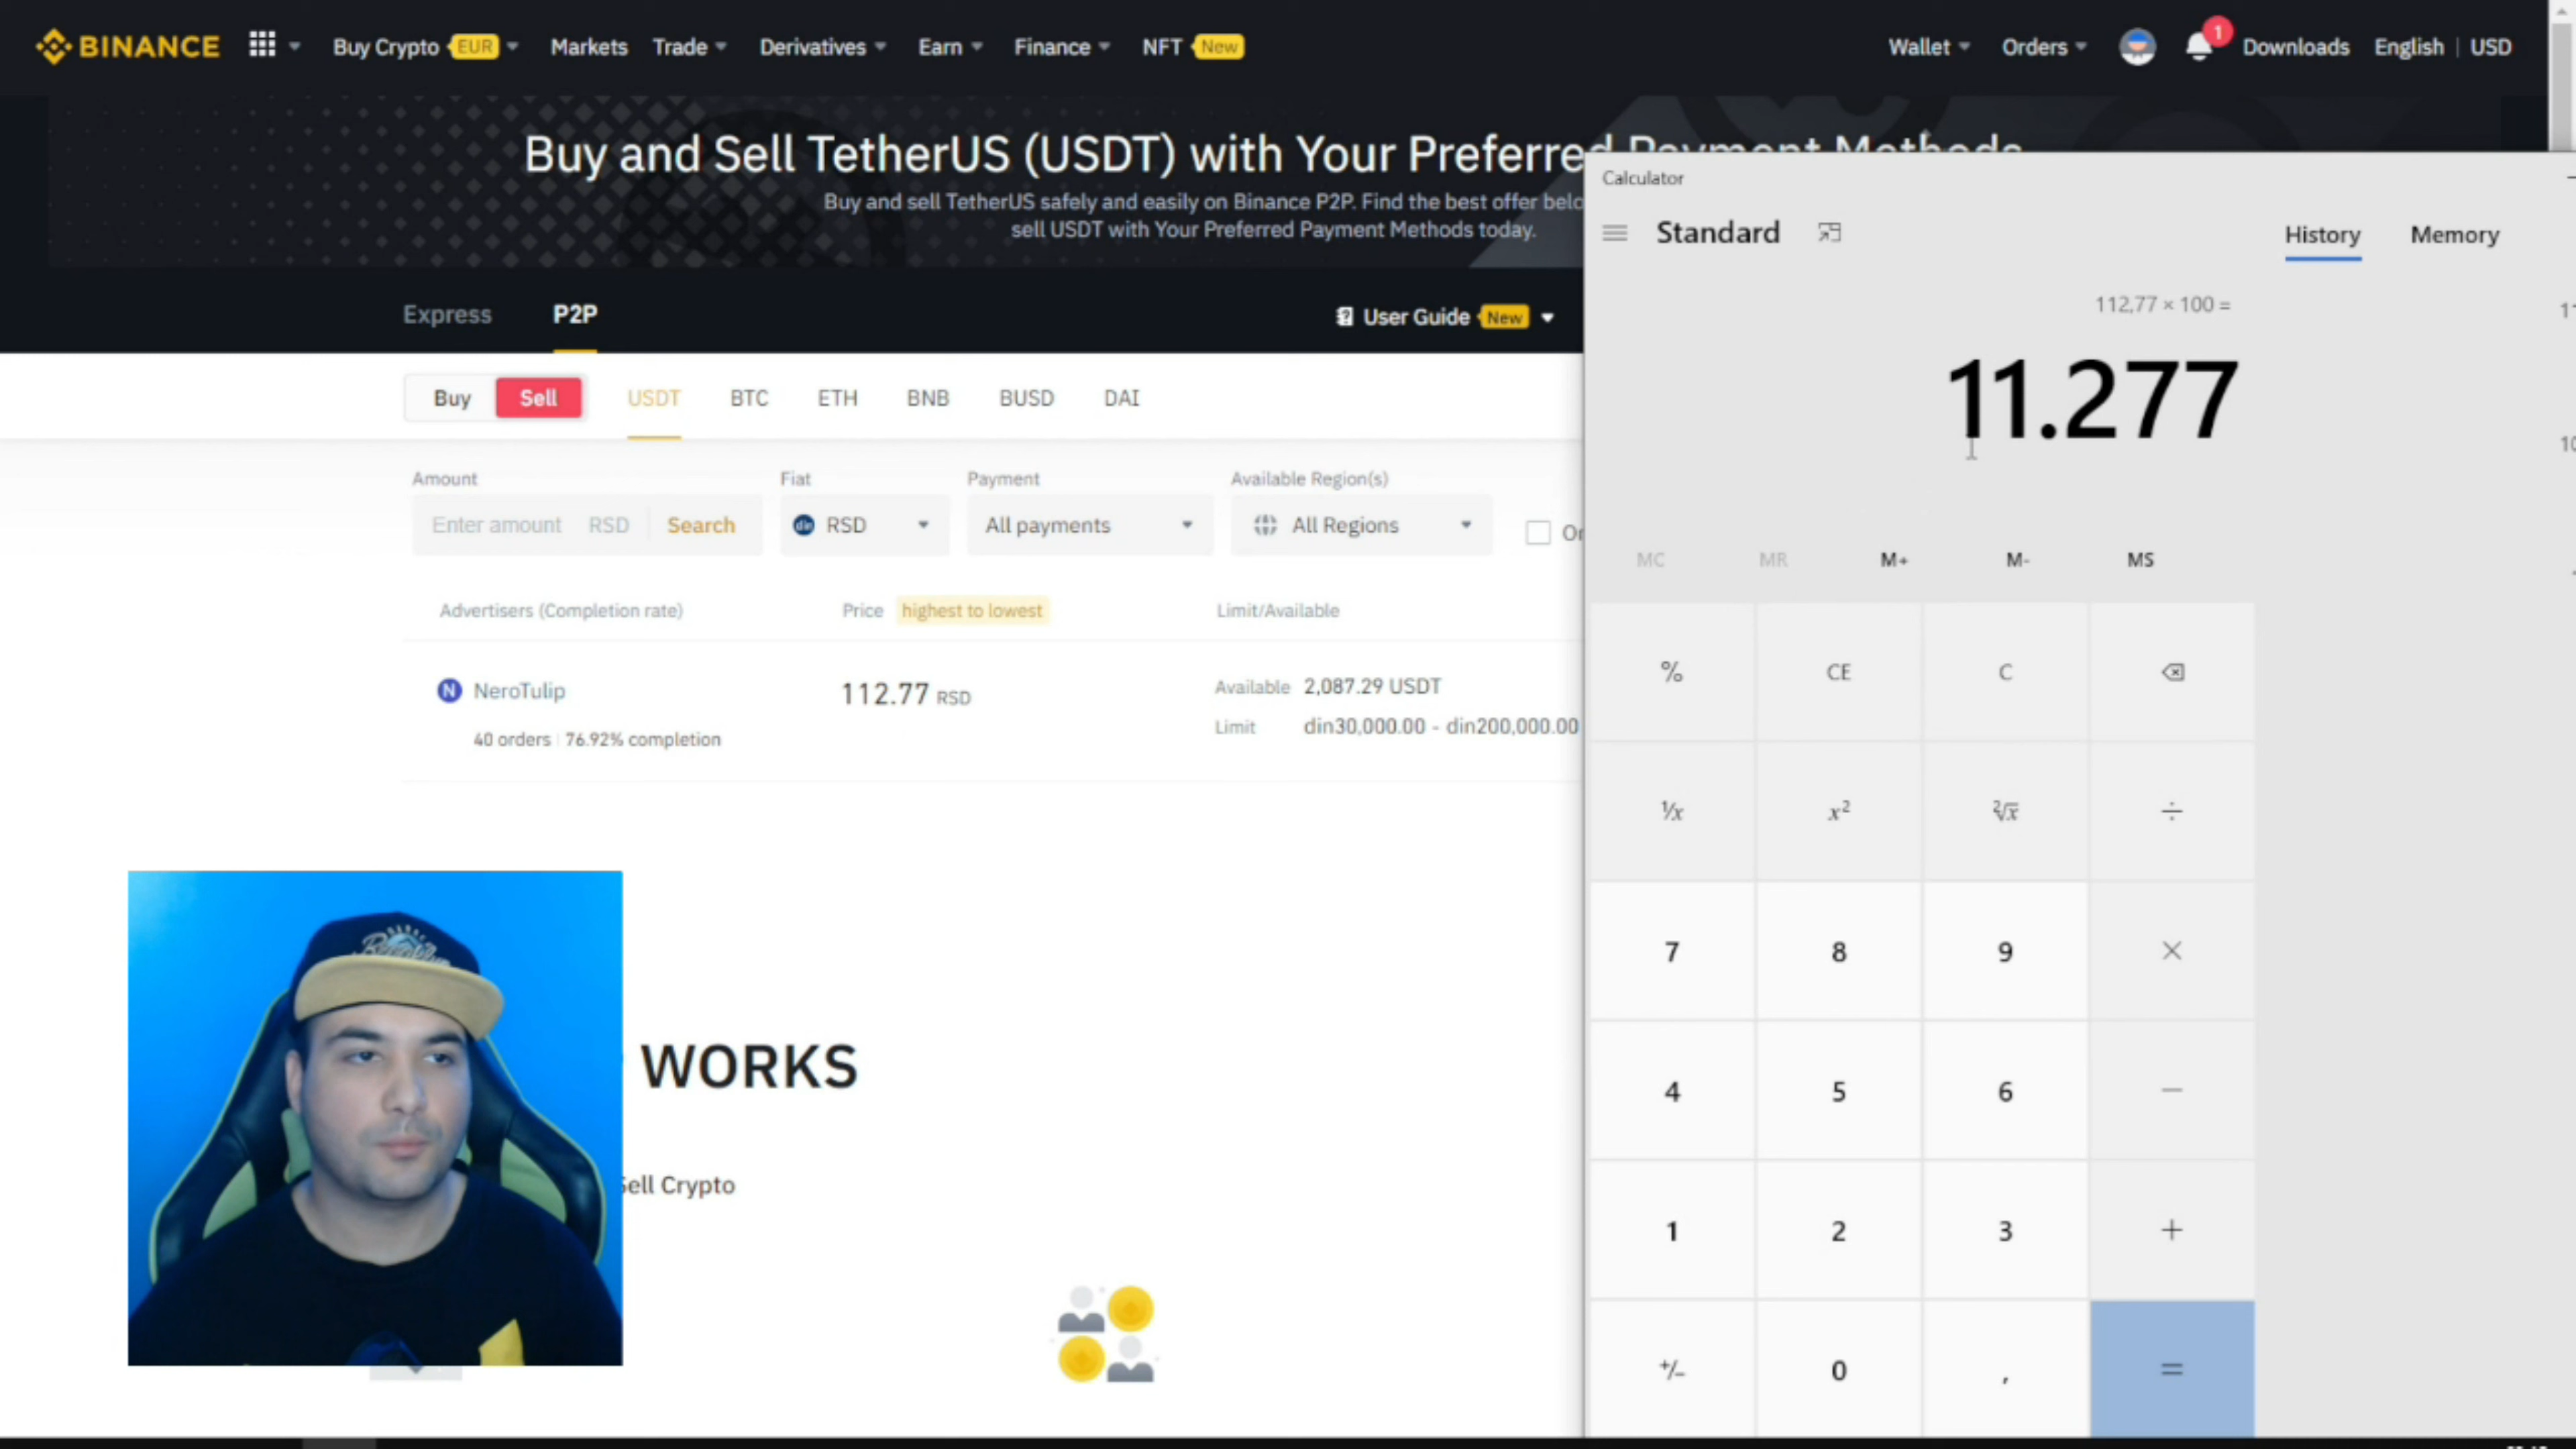 BINANCE Buy Crypto EUR Markets Trade Derivatives Earn Finance NFT New Wallet Orders 1 Downloads English | USD
Buy and Sell TetherUS (USDT) with Your Preferred Payment Methods
Buy and sell TetherUS safely and easily on Binance P2P. Find the best offer belo
sell USDT with Your Preferred Payment Methods today.
Express P2P User Guide New
Buy Sell USDT BTC ETH BNB BUSD DAI
Amount Fiat Payment Available Region(s)
Enter amount RSD Search RSD All payments All Regions
Advertisers (Completion rate) Price highest to lowest Limit/Available
N NeroTulip 112.77 RSD Available 2,087.29 USDT
40 orders | 76.92% completion Limit din30,000.00 - din200,000.00
WORKS
Sell Crypto
Calculator
Standard History Memory
112,77 × 100 =
11.277
MC MR M+ M- MS
% CE C
1/x x² ²√x ÷
7 8 9 ×
4 5 6 −
1 2 3 +
+/− 0 , =